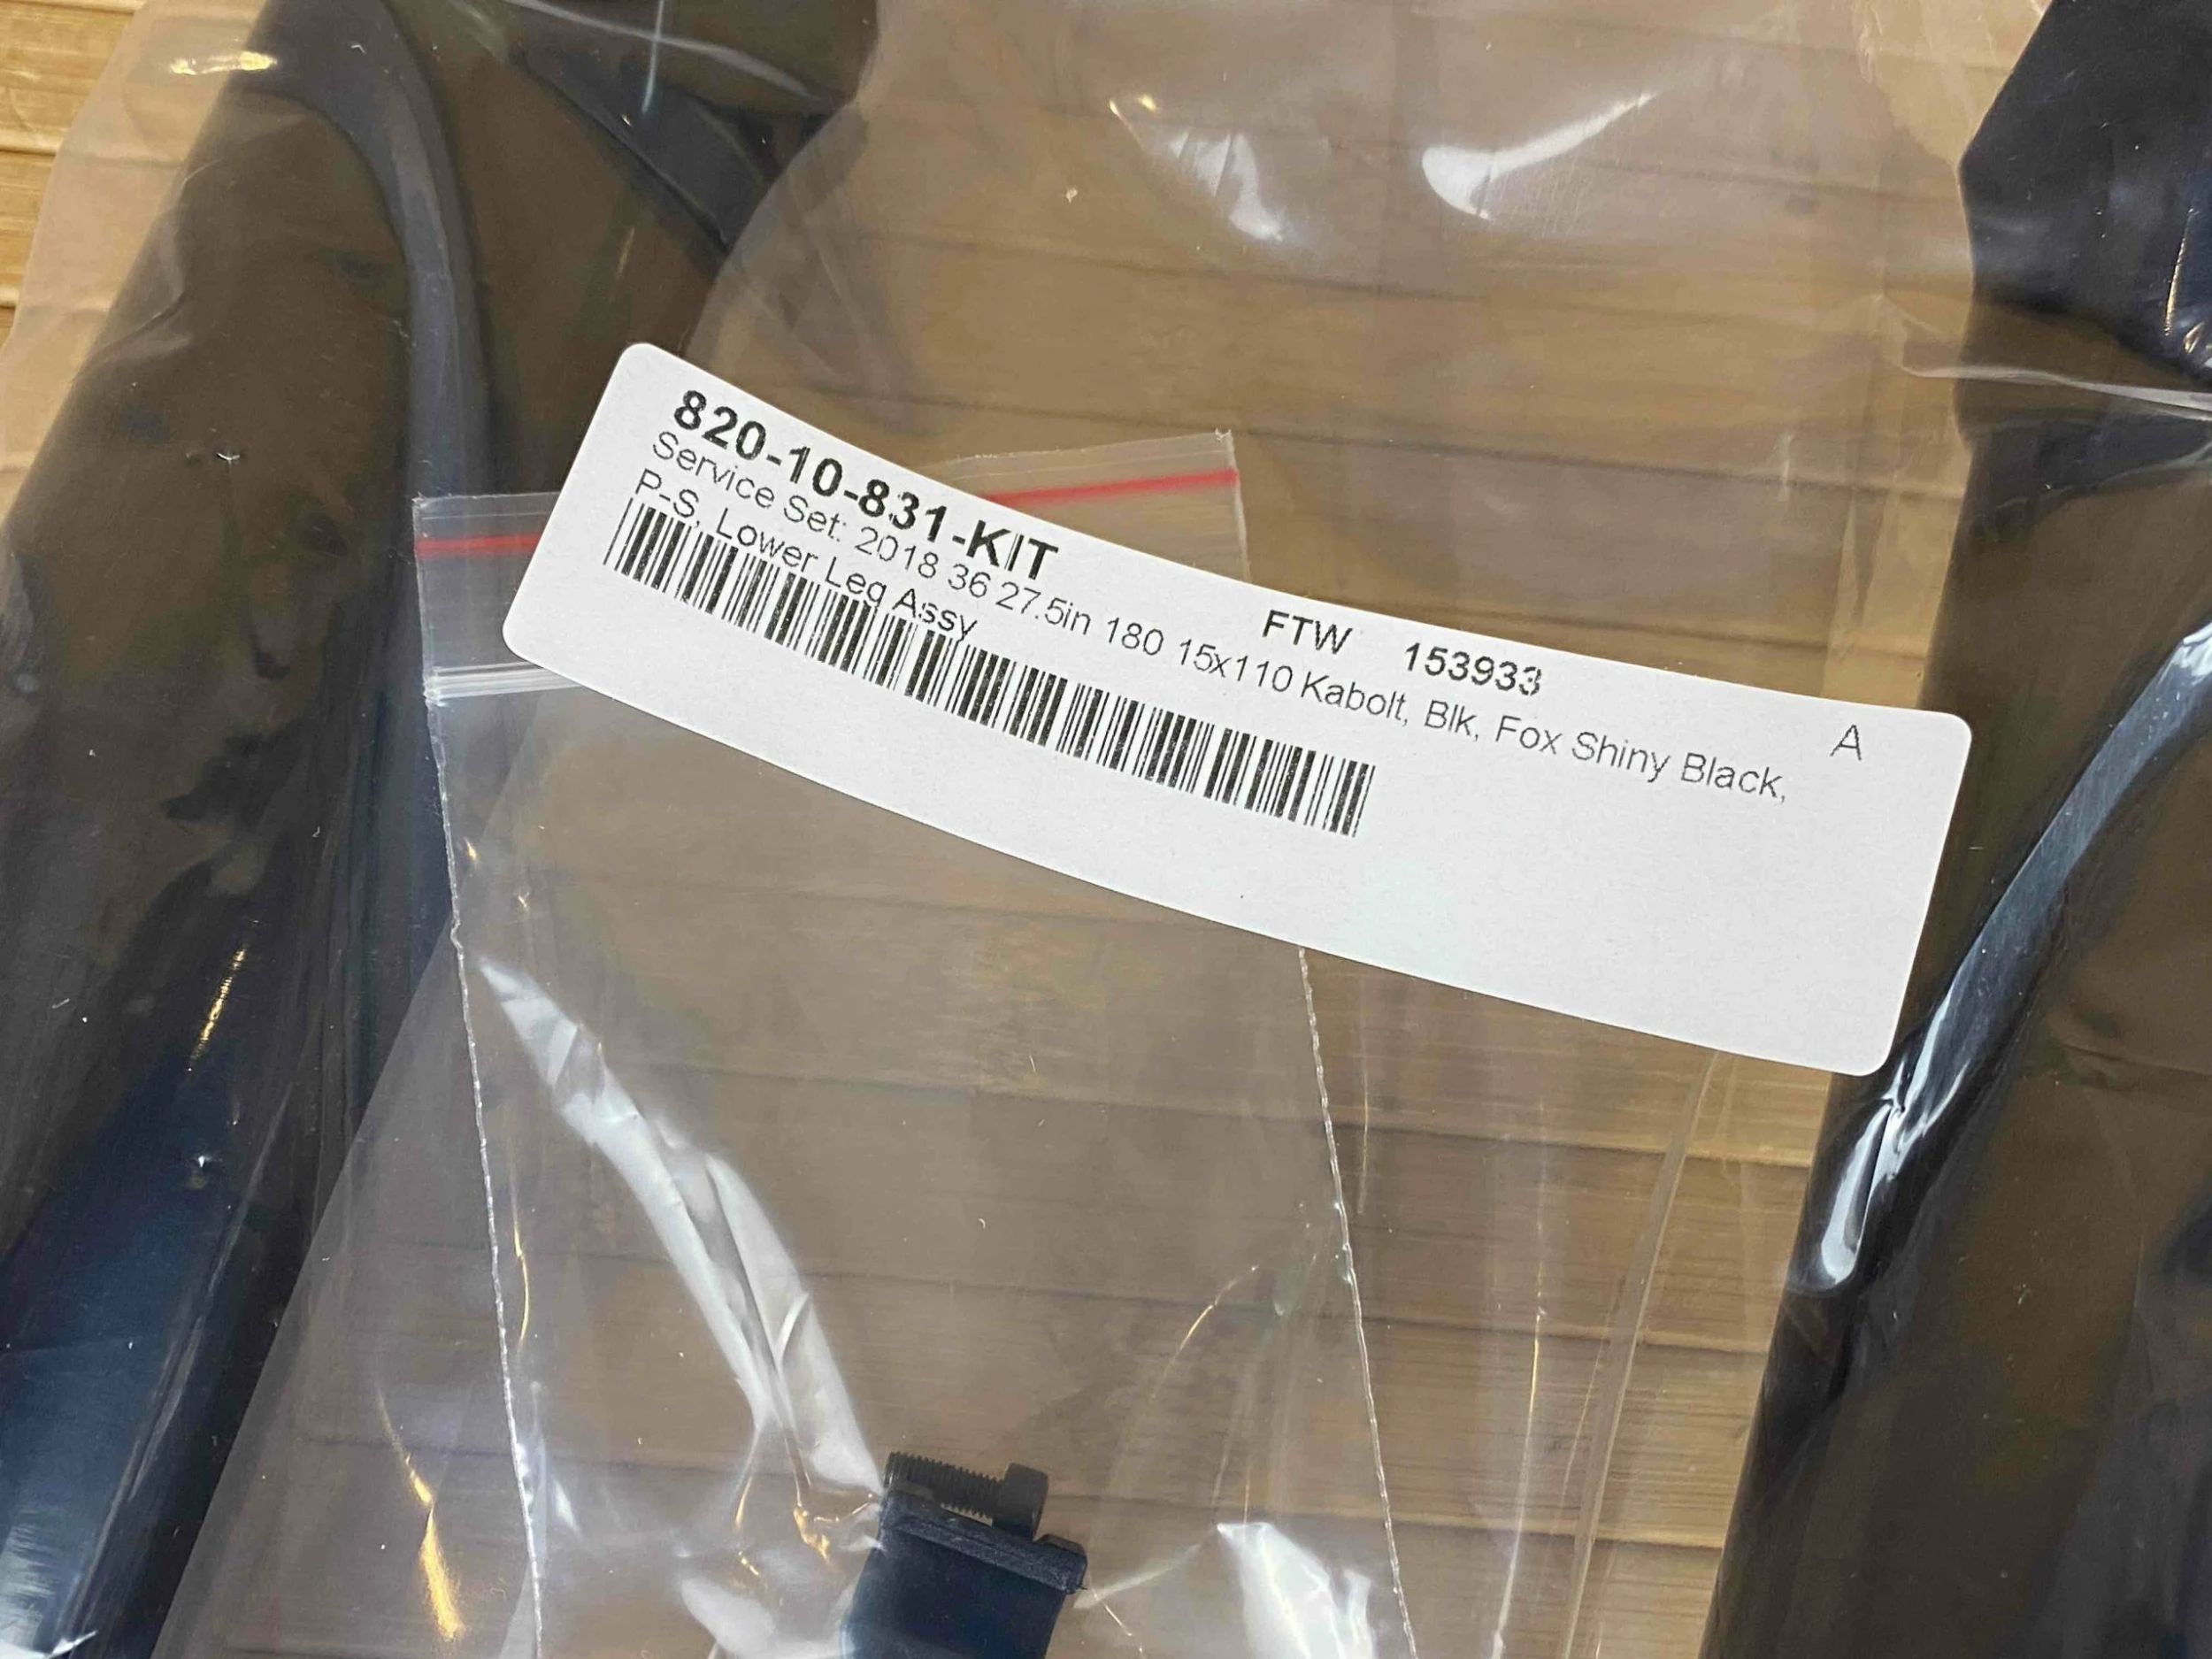 820-10-831-KIT FTW 153933 A
Service Set: 2018 36 27.5in 180 15x110 Kabolt, Blk, Fox Shiny Black,
P-S, Lower Leg Assy